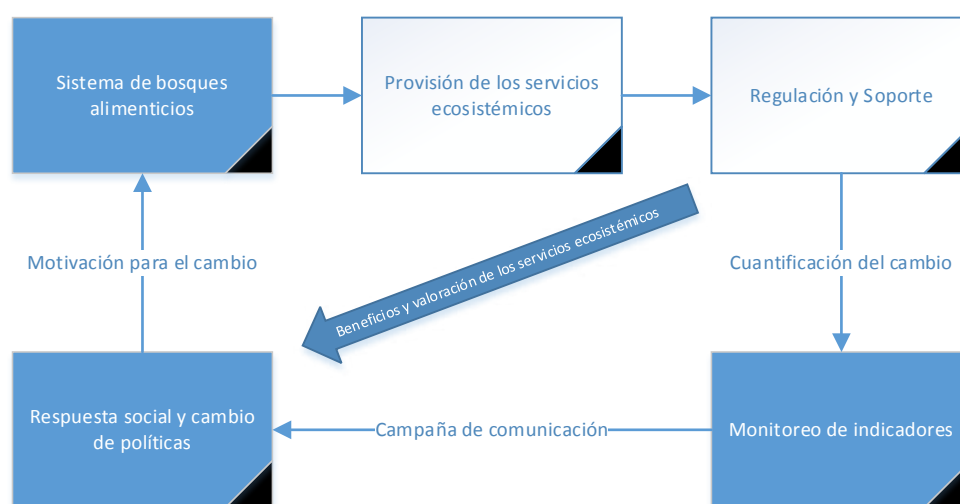 Sistema de bosques
alimenticios
Provisión de los servicios
ecosistémicos
Regulación y Soporte
Beneficios y valoración de los servicios ecosistémicos
Motivación para el cambio
Cuantificación del cambio
Respuesta social y cambio
de políticas
Campaña de comunicación
Monitoreo de indicadores